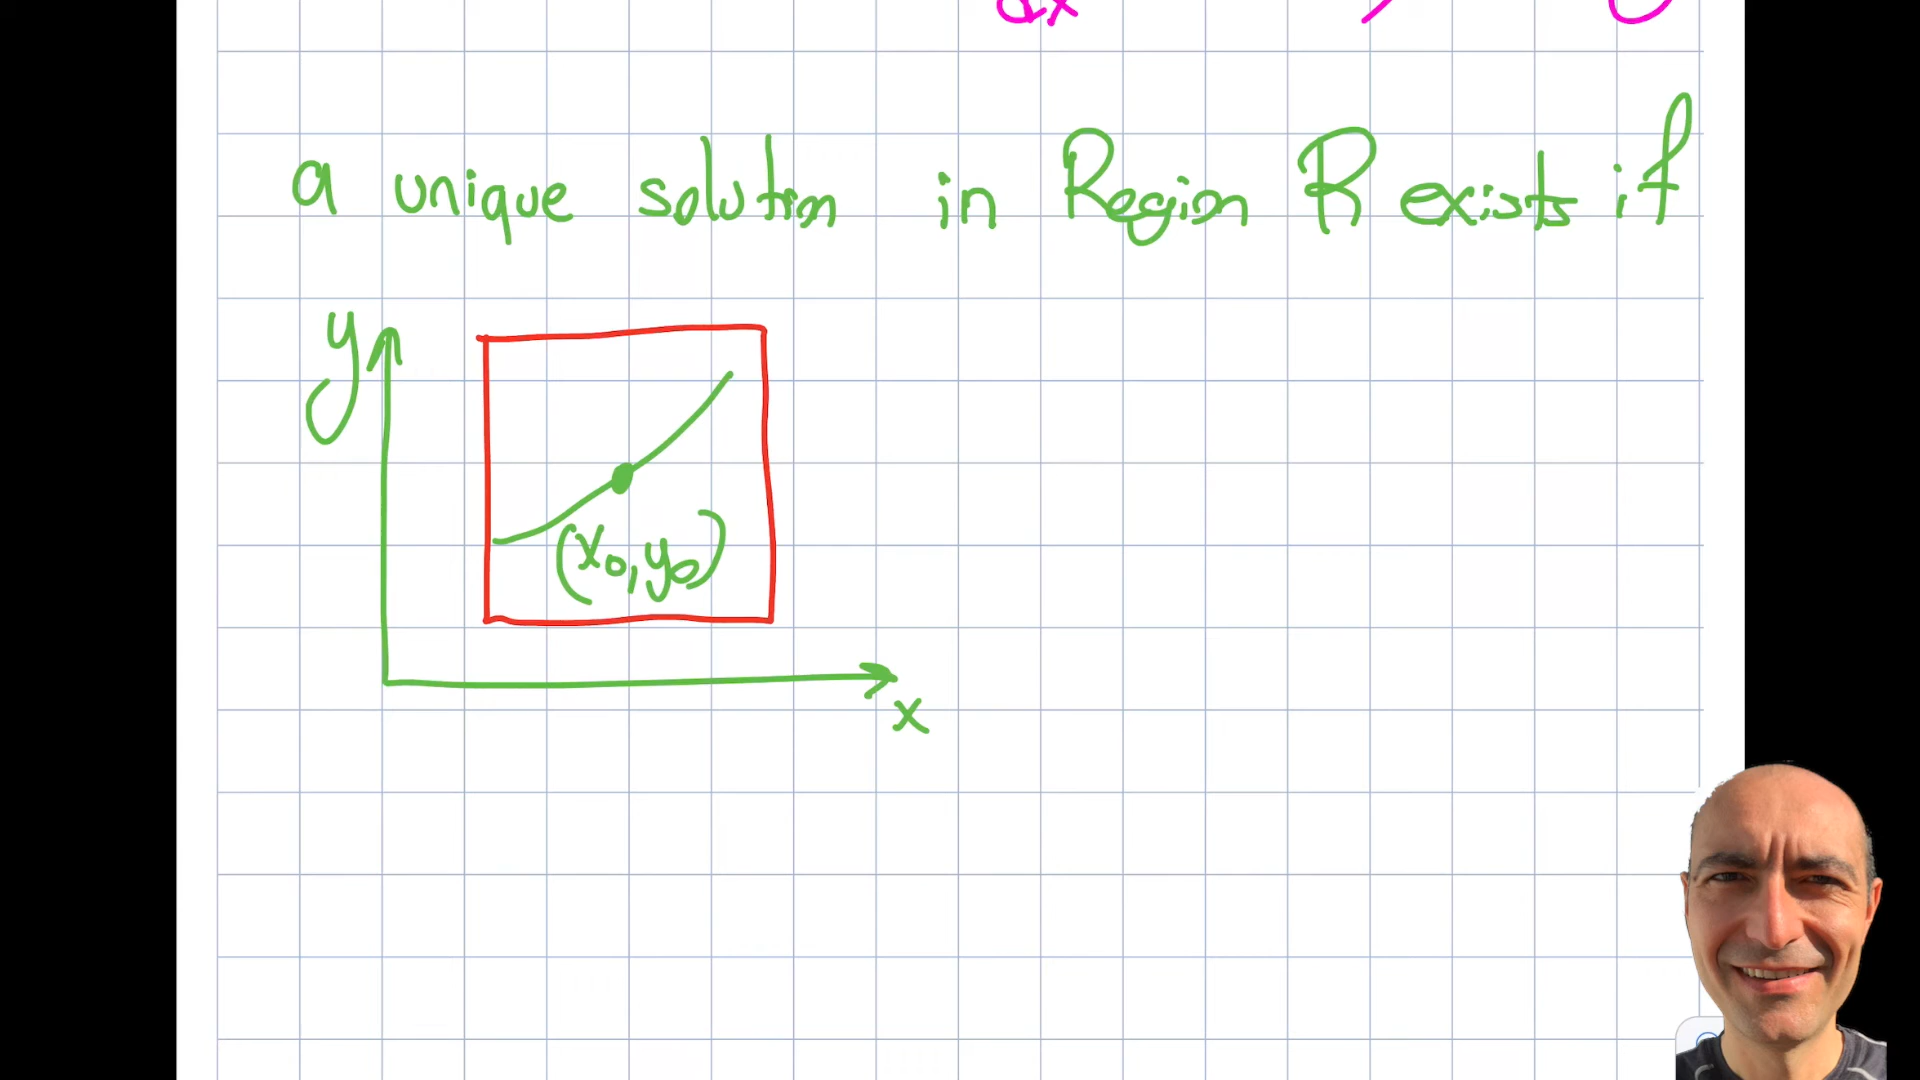 a unique solution in Region R exists if
y
(x₀,y₀)
x